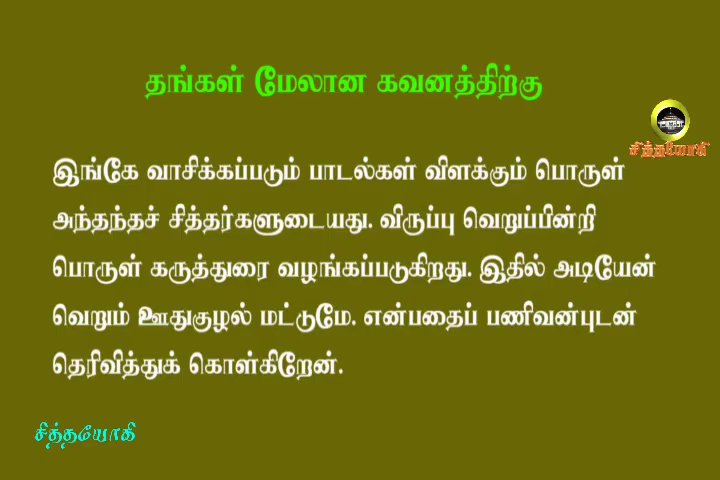 தங்கள் மேலான கவனத்திற்கு
சித்தயோகி
இங்கே வாசிக்கப்படும் பாடல்கள் விளக்கும் பொருள்
அந்தந்தச் சித்தர்களுடையது. விருப்பு வெறுப்பின்றி
பொருள் கருத்துரை வழங்கப்படுகிறது. இதில் அடியேன்
வெறும் ஊதுகுழல் மட்டுமே. என்பதைப் பணிவன்புடன்
தெரிவித்துக் கொள்கிறேன்.
சித்தயோகி